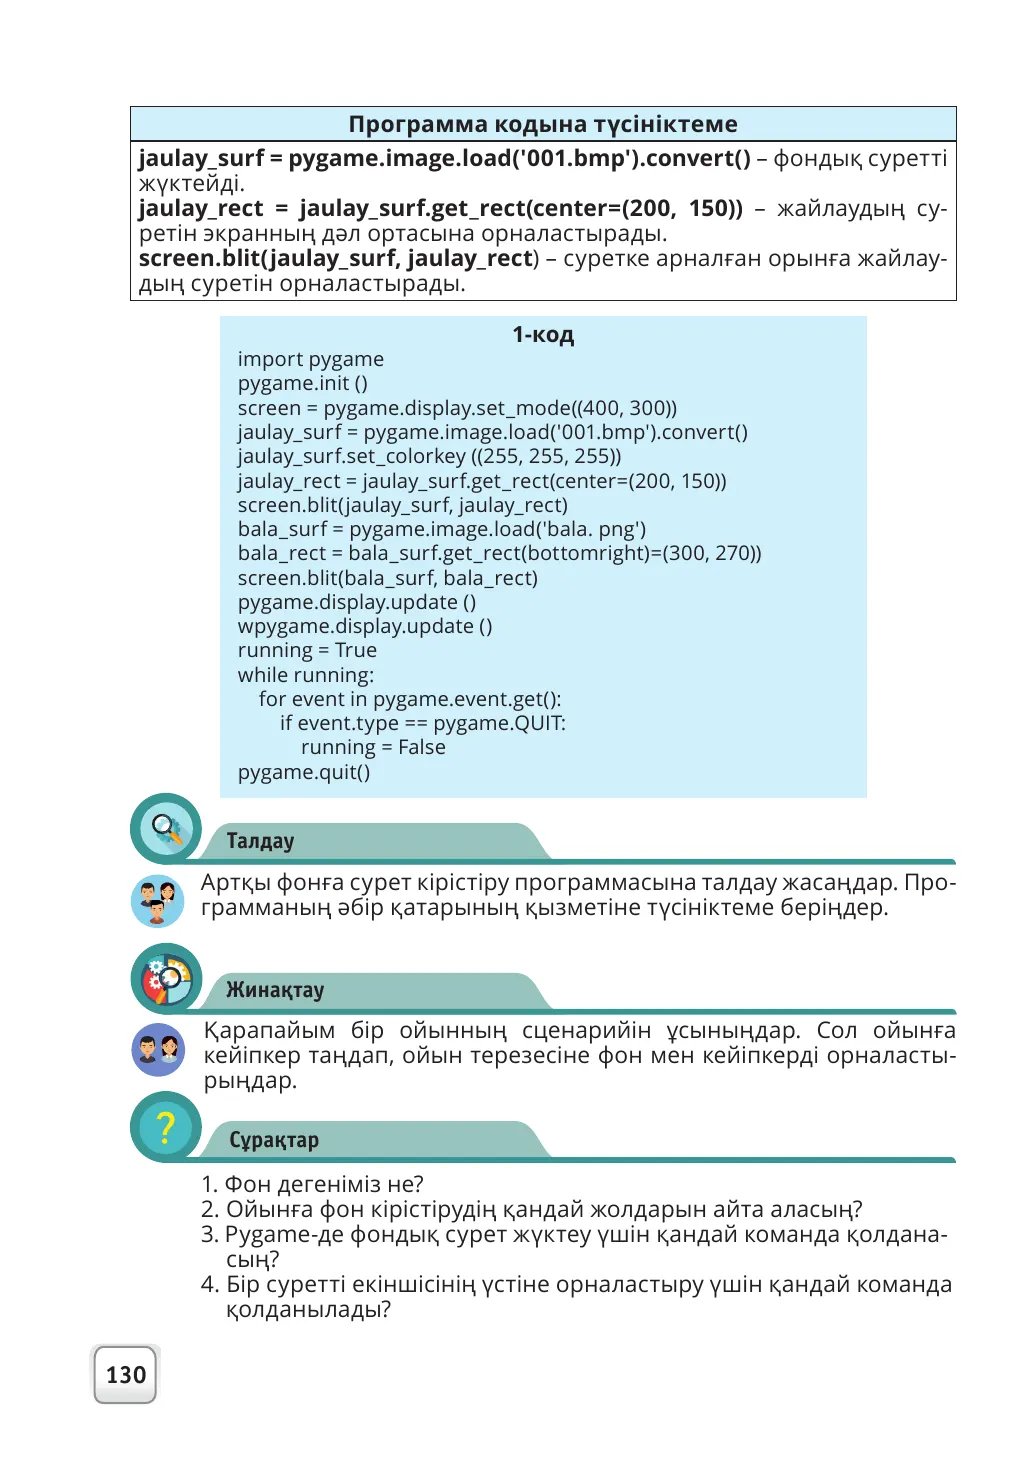 Программа кодына түсініктеме
jaulay_surf = pygame.image.load('001.bmp').convert() – фондық суретті
жүктейді.
jaulay_rect = jaulay_surf.get_rect(center=(200, 150)) – жайлаудың су-
ретін экранның дәл ортасына орналастырады.
screen.blit(jaulay_surf, jaulay_rect) – суретке арналған орынға жайлау-
дың суретін орналастырады.
1-код
import pygame
pygame.init ()
screen = pygame.display.set_mode((400, 300))
jaulay_surf = pygame.image.load('001.bmp').convert()
jaulay_surf.set_colorkey ((255, 255, 255))
jaulay_rect = jaulay_surf.get_rect(center=(200, 150))
screen.blit(jaulay_surf, jaulay_rect)
bala_surf = pygame.image.load('bala. png')
bala_rect = bala_surf.get_rect(bottomright)=(300, 270))
screen.blit(bala_surf, bala_rect)
pygame.display.update ()
wpygame.display.update ()
running = True
while running:
for event in pygame.event.get():
if event.type == pygame.QUIT:
running = False
pygame.quit()
Талдау
Артқы фонға сурет кірістіру программасына талдау жасаңдар. Про-
грамманың әбір қатарының қызметіне түсініктеме беріңдер.
Жинақтау
Қарапайым бір ойынның сценарийін ұсыныңдар. Сол ойынға
кейіпкер таңдап, ойын терезесіне фон мен кейіпкерді орналасты-
рыңдар.
?
Сұрақтар
1. Фон дегеніміз не?
2. Ойынға фон кірістірудің қандай жолдарын айта аласың?
3. Pygame-де фондық сурет жүктеу үшін қандай команда қолдана-
сың?
4. Бір суретті екіншісінің үстіне орналастыру үшін қандай команда
қолданылады?
130